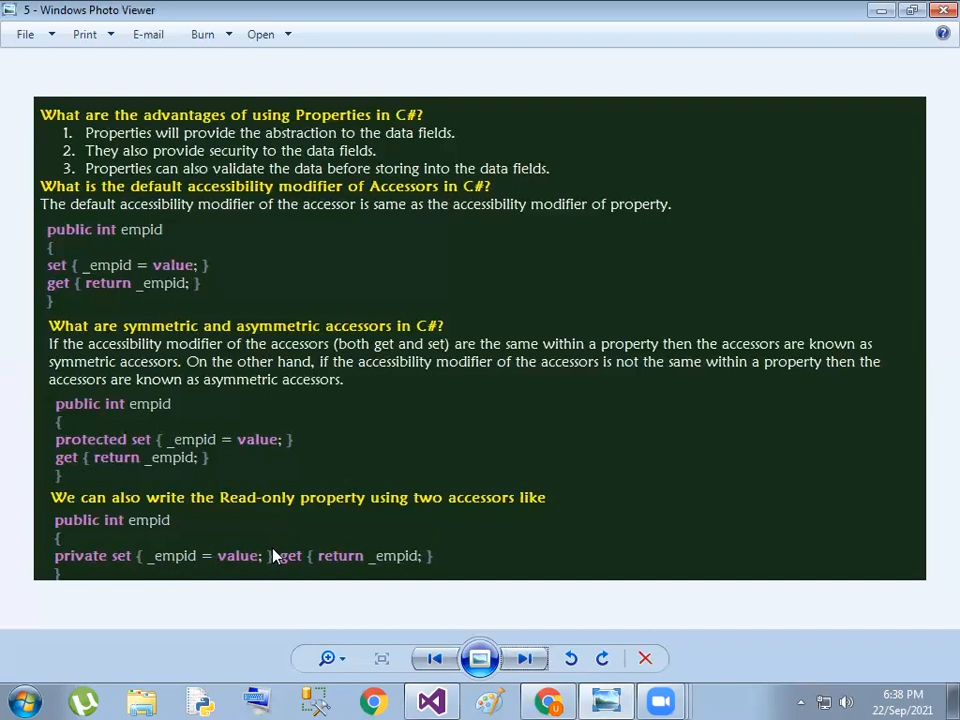 5 - Windows Photo Viewer
File Print E-mail Burn Open
What are the advantages of using Properties in C#?
1. Properties will provide the abstraction to the data fields.
2. They also provide security to the data fields.
3. Properties can also validate the data before storing into the data fields.
What is the default accessibility modifier of Accessors in C#?
The default accessibility modifier of the accessor is same as the accessibility modifier of property.
public int empid
{
set { _empid = value; }
get { return _empid; }
}
What are symmetric and asymmetric accessors in C#?
If the accessibility modifier of the accessors (both get and set) are the same within a property then the accessors are known as
symmetric accessors. On the other hand, if the accessibility modifier of the accessors is not the same within a property then the
accessors are known as asymmetric accessors.
public int empid
{
protected set { _empid = value; }
get { return _empid; }
}
We can also write the Read-only property using two accessors like
public int empid
{
private set { _empid = value; } get { return _empid; }
}
6:38 PM
22/Sep/2021